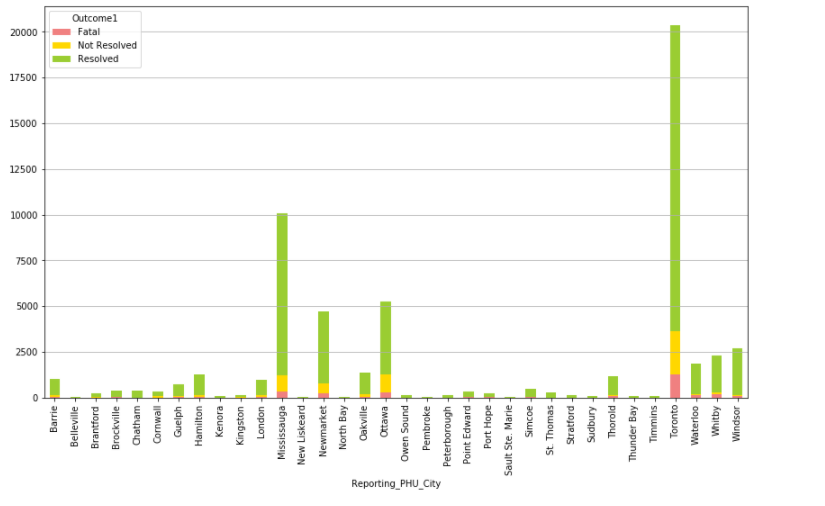 Outcome1
Fatal
Not Resolved
Resolved
20000
17500
15000
12500
10000
7500
5000
2500
0
Barrie
Belleville
Brantford
Brockville
Chatham
Cornwall
Guelph
Hamilton
Kenora
Kingston
London
Mississauga
New Liskeard
Newmarket
North Bay
Oakville
Ottawa
Owen Sound
Pembroke
Peterborough
Point Edward
Port Hope
Sault Ste. Marie
Simcoe
St. Thomas
Stratford
Sudbury
Thorold
Thunder Bay
Timmins
Toronto
Waterloo
Whitby
Windsor
Reporting_PHU_City